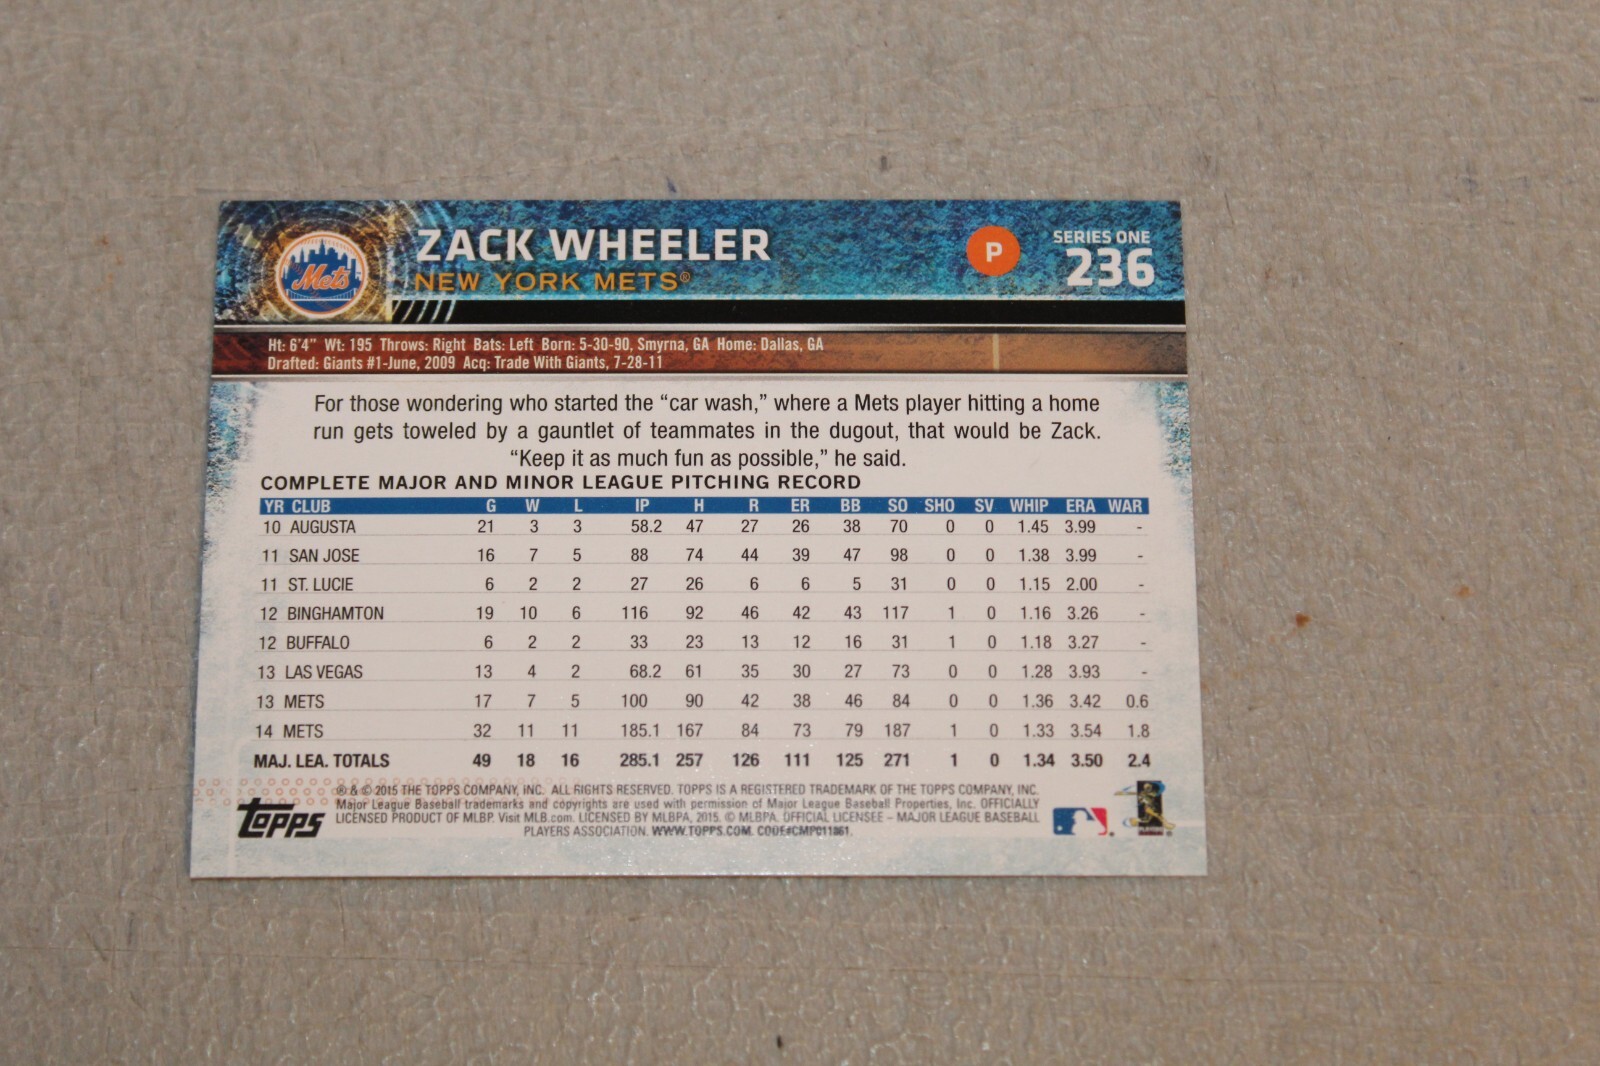 Mets
ZACK WHEELER
NEW YORK METS®
P
SERIES ONE
236
Ht: 6'4" Wt: 195 Throws: Right Bats: Left Born: 5-30-90, Smyrna, GA Home: Dallas, GA
Drafted: Giants #1-June, 2009 Acq: Trade With Giants, 7-28-11
For those wondering who started the “car wash,” where a Mets player hitting a home
run gets toweled by a gauntlet of teammates in the dugout, that would be Zack.
“Keep it as much fun as possible,” he said.
COMPLETE MAJOR AND MINOR LEAGUE PITCHING RECORD
YR CLUB G W L IP H R ER BB SO SHO SV WHIP ERA WAR
10 AUGUSTA 21 3 3 58.2 47 27 26 38 70 0 0 1.45 3.99 -
11 SAN JOSE 16 7 5 88 74 44 39 47 98 0 0 1.38 3.99 -
11 ST. LUCIE 6 2 2 27 26 6 6 5 31 0 0 1.15 2.00 -
12 BINGHAMTON 19 10 6 116 92 46 42 43 117 1 0 1.16 3.26 -
12 BUFFALO 6 2 2 33 23 13 12 16 31 1 0 1.18 3.27 -
13 LAS VEGAS 13 4 2 68.2 61 35 30 27 73 0 0 1.28 3.93 -
13 METS 17 7 5 100 90 42 38 46 84 0 0 1.36 3.42 0.6
14 METS 32 11 11 185.1 167 84 73 79 187 1 0 1.33 3.54 1.8
MAJ. LEA. TOTALS 49 18 16 285.1 257 126 111 125 271 1 0 1.34 3.50 2.4
Topps
® & © 2015 THE TOPPS COMPANY, INC. ALL RIGHTS RESERVED. TOPPS IS A REGISTERED TRADEMARK OF THE TOPPS COMPANY, INC.
Major League Baseball trademarks and copyrights are used with permission of Major League Baseball Properties, Inc. OFFICIALLY
LICENSED PRODUCT OF MLBP. Visit MLB.com. LICENSED BY MLBPA, 2015. © MLBPA. OFFICIAL LICENSEE – MAJOR LEAGUE BASEBALL
PLAYERS ASSOCIATION. WWW.TOPPS.COM. CODE#CMP011861.